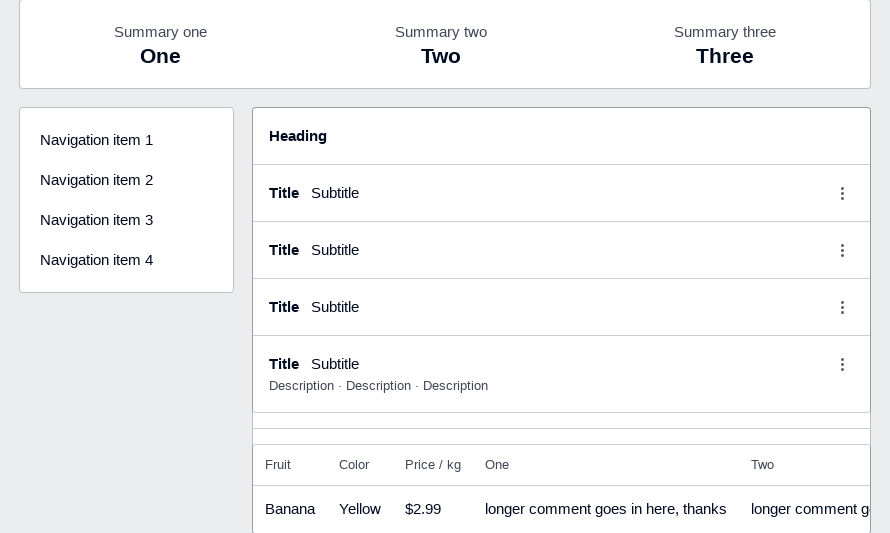 Summary one Summary two Summary three
One Two Three
Navigation item 1
Navigation item 2
Navigation item 3
Navigation item 4
Heading
Title Subtitle
Title Subtitle
Title Subtitle
Title Subtitle
Description · Description · Description
Fruit Color Price / kg One Two
Banana Yellow $2.99 longer comment goes in here, thanks longer comment